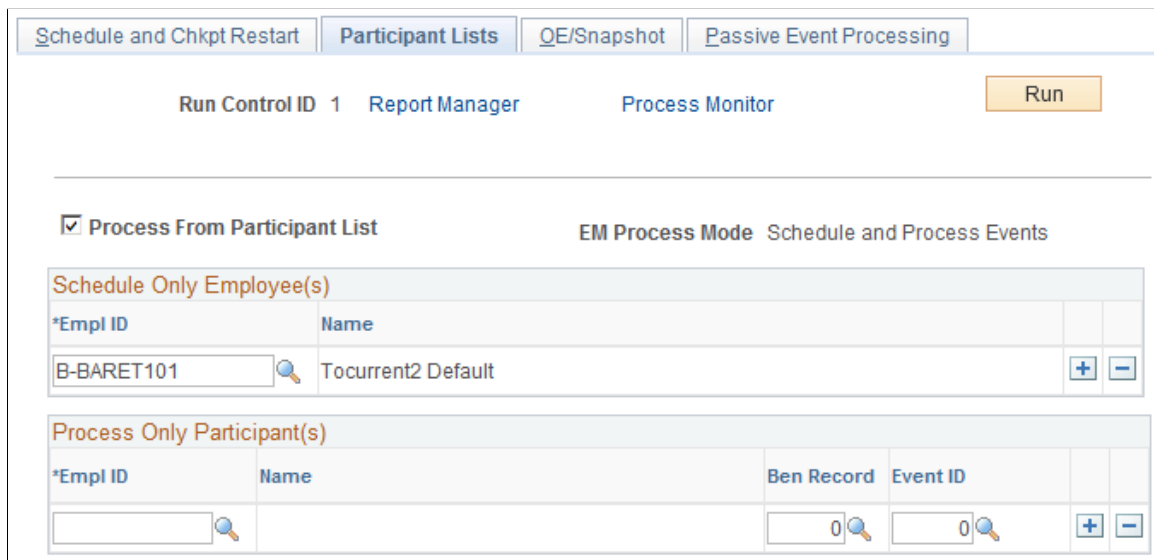 Schedule and Chkpt Restart Participant Lists OE/Snapshot Passive Event Processing
Run Control ID 1 Report Manager Process Monitor Run
Process From Participant List EM Process Mode Schedule and Process Events
Schedule Only Employee(s)
*Empl ID Name
B-BARET101 Tocurrent2 Default + −
Process Only Participant(s)
*Empl ID Name Ben Record Event ID
0 0 + −